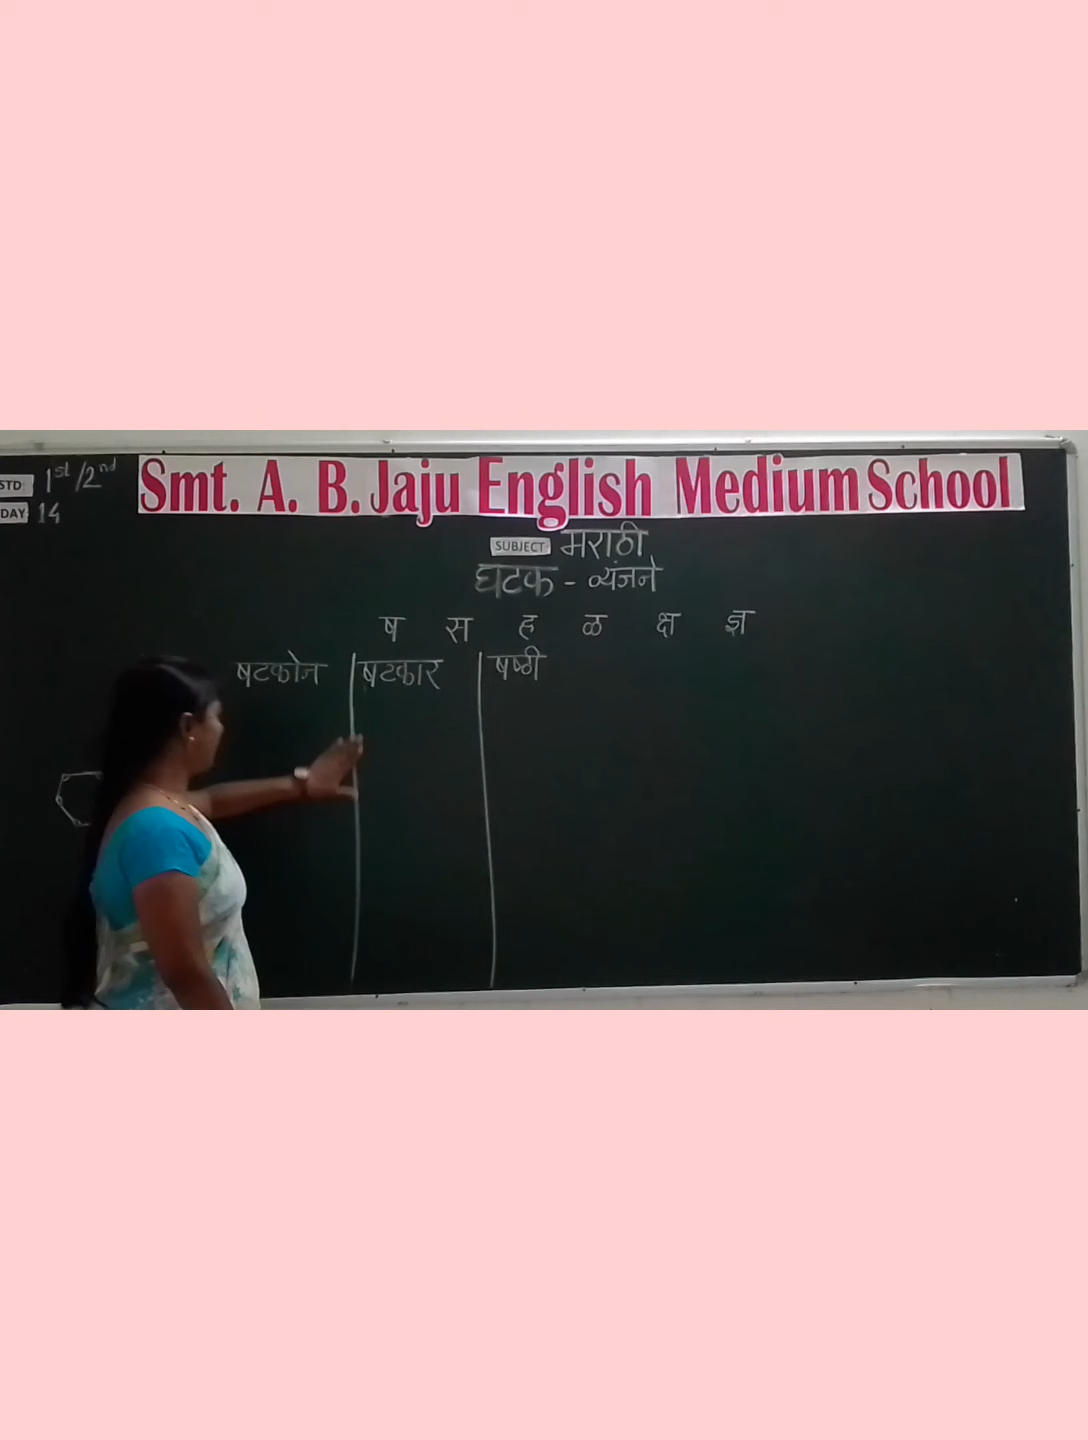 STD: 1st/2nd
DAY: 14
Smt. A. B. Jaju English Medium School
SUBJECT: मराठी
घटक - व्यंजने
ष स ह ळ क्ष ज्ञ
षटकोन षटकार षष्ठी